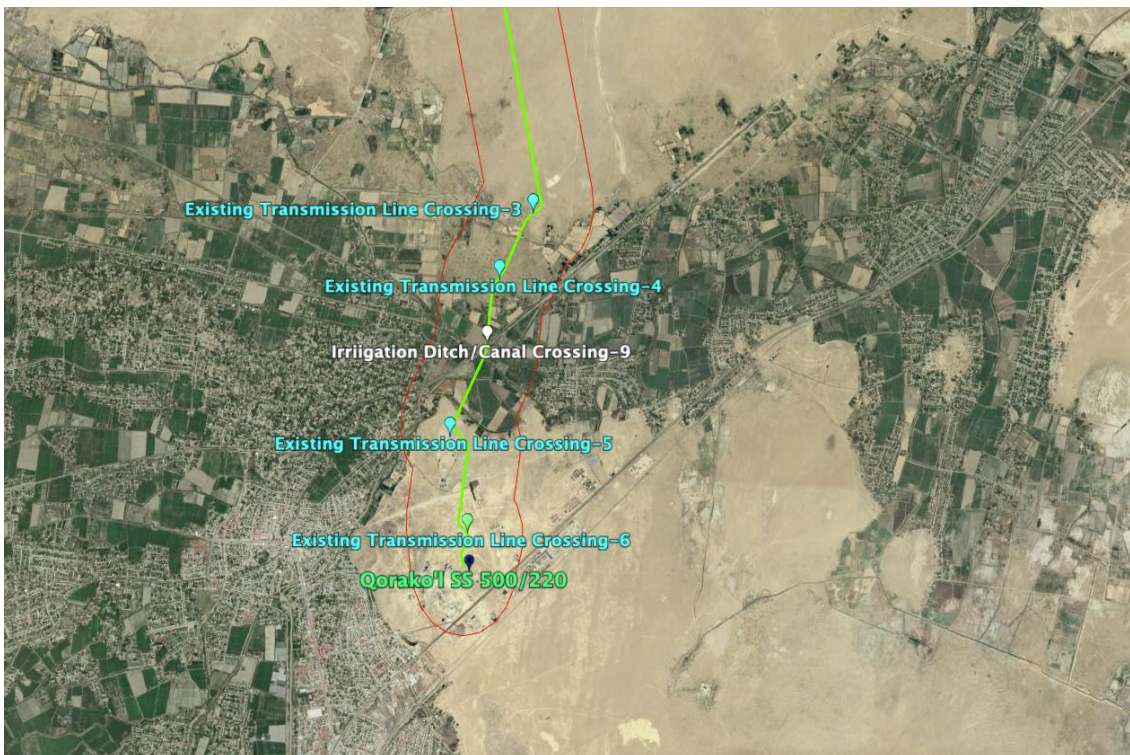 Existing Transmission Line Crossing-3
Existing Transmission Line Crossing-4
Irriigation Ditch/Canal Crossing-9
Existing Transmission Line Crossing-5
Existing Transmission Line Crossing-6
Qorako'l SS 500/220